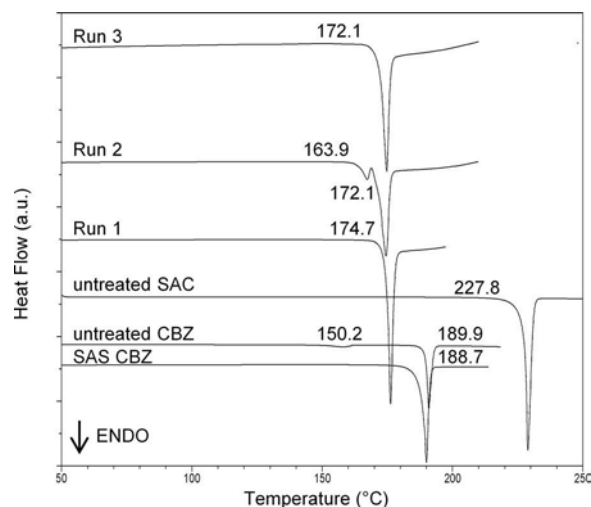 Run 3
172.1
Run 2
163.9
172.1
Run 1
174.7
untreated SAC
227.8
untreated CBZ
150.2
189.9
SAS CBZ
188.7
ENDO
Heat Flow (a.u.)
50
100
150
200
250
Temperature (°C)